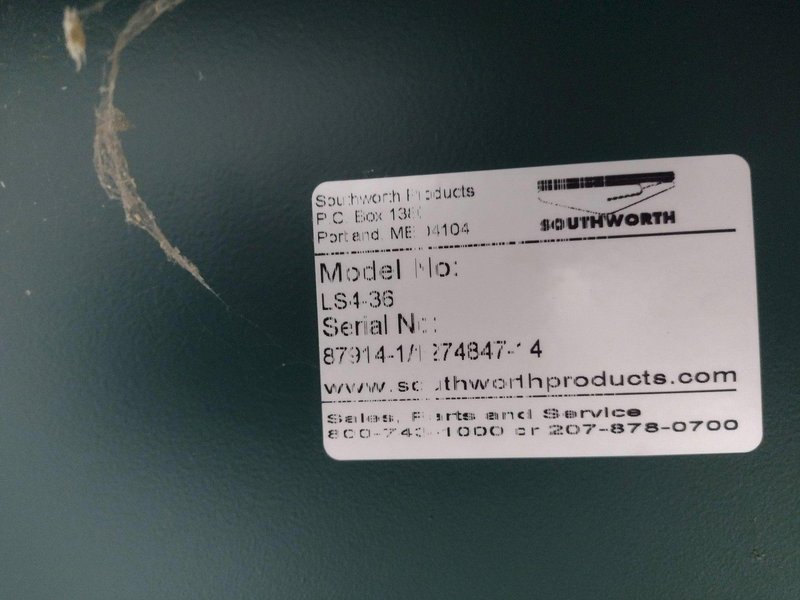 Southworth Products
P.O. Box
Portland, ME 04104
SOUTHWORTH
Model No:
LS4-36
Serial No:
www.southworthproducts.com
Sales, Parts and Service
800-743-1000 or 207-878-0700